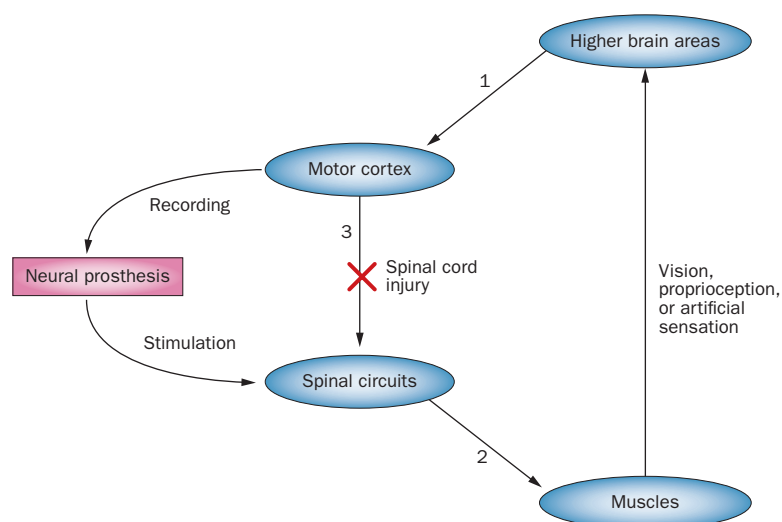 Higher brain areas
1
Motor cortex
Recording
3
Neural prosthesis
Spinal cord
injury
Vision,
proprioception,
or artificial
sensation
Stimulation
Spinal circuits
2
Muscles